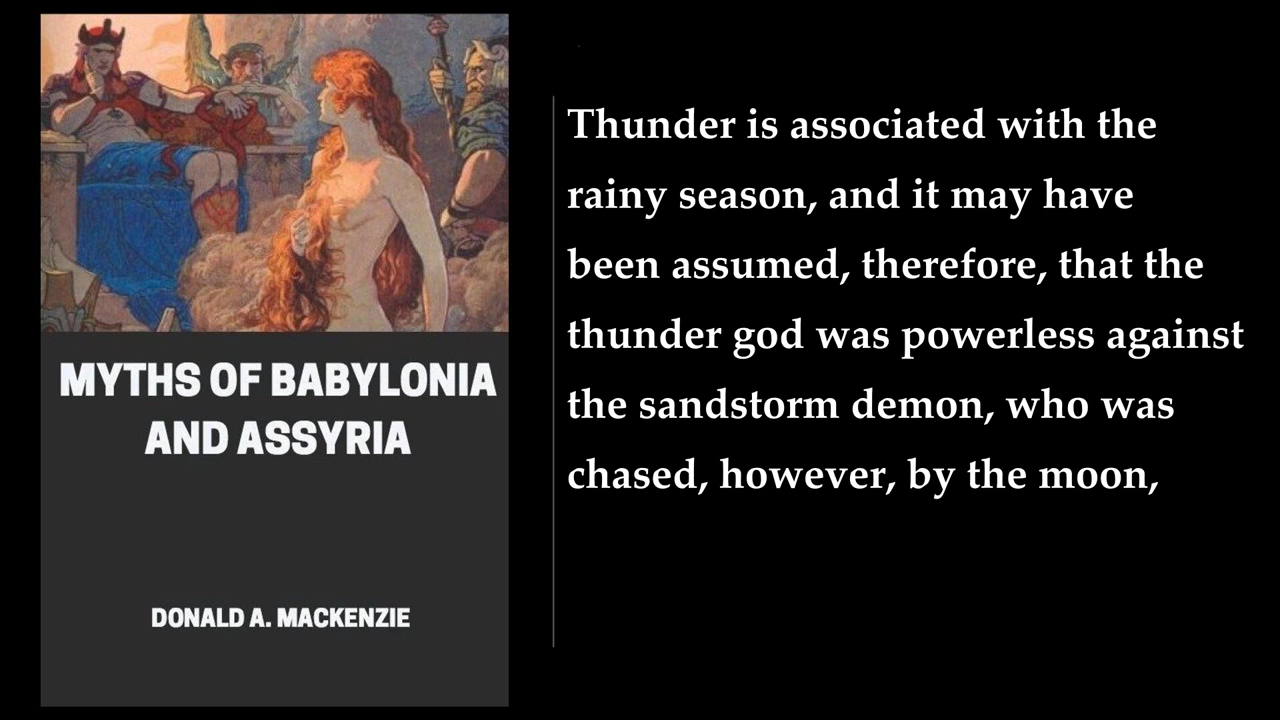 MYTHS OF BABYLONIA
AND ASSYRIA
DONALD A. MACKENZIE
Thunder is associated with the
rainy season, and it may have
been assumed, therefore, that the
thunder god was powerless against
the sandstorm demon, who was
chased, however, by the moon,